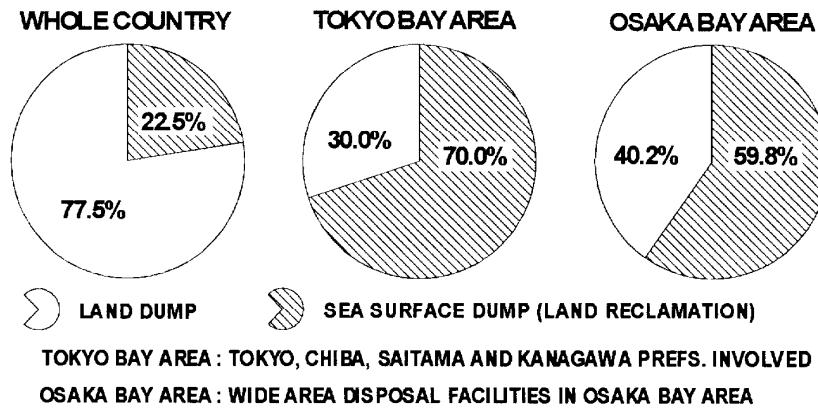 WHOLE COUNTRY TOKYO BAY AREA OSAKA BAY AREA
22.5%
77.5%
30.0%
70.0%
40.2%
59.8%
LAND DUMP
SEA SURFACE DUMP (LAND RECLAMATION)
TOKYO BAY AREA : TOKYO, CHIBA, SAITAMA AND KANAGAWA PREFS. INVOLVED
OSAKA BAY AREA : WIDE AREA DISPOSAL FACILITIES IN OSAKA BAY AREA